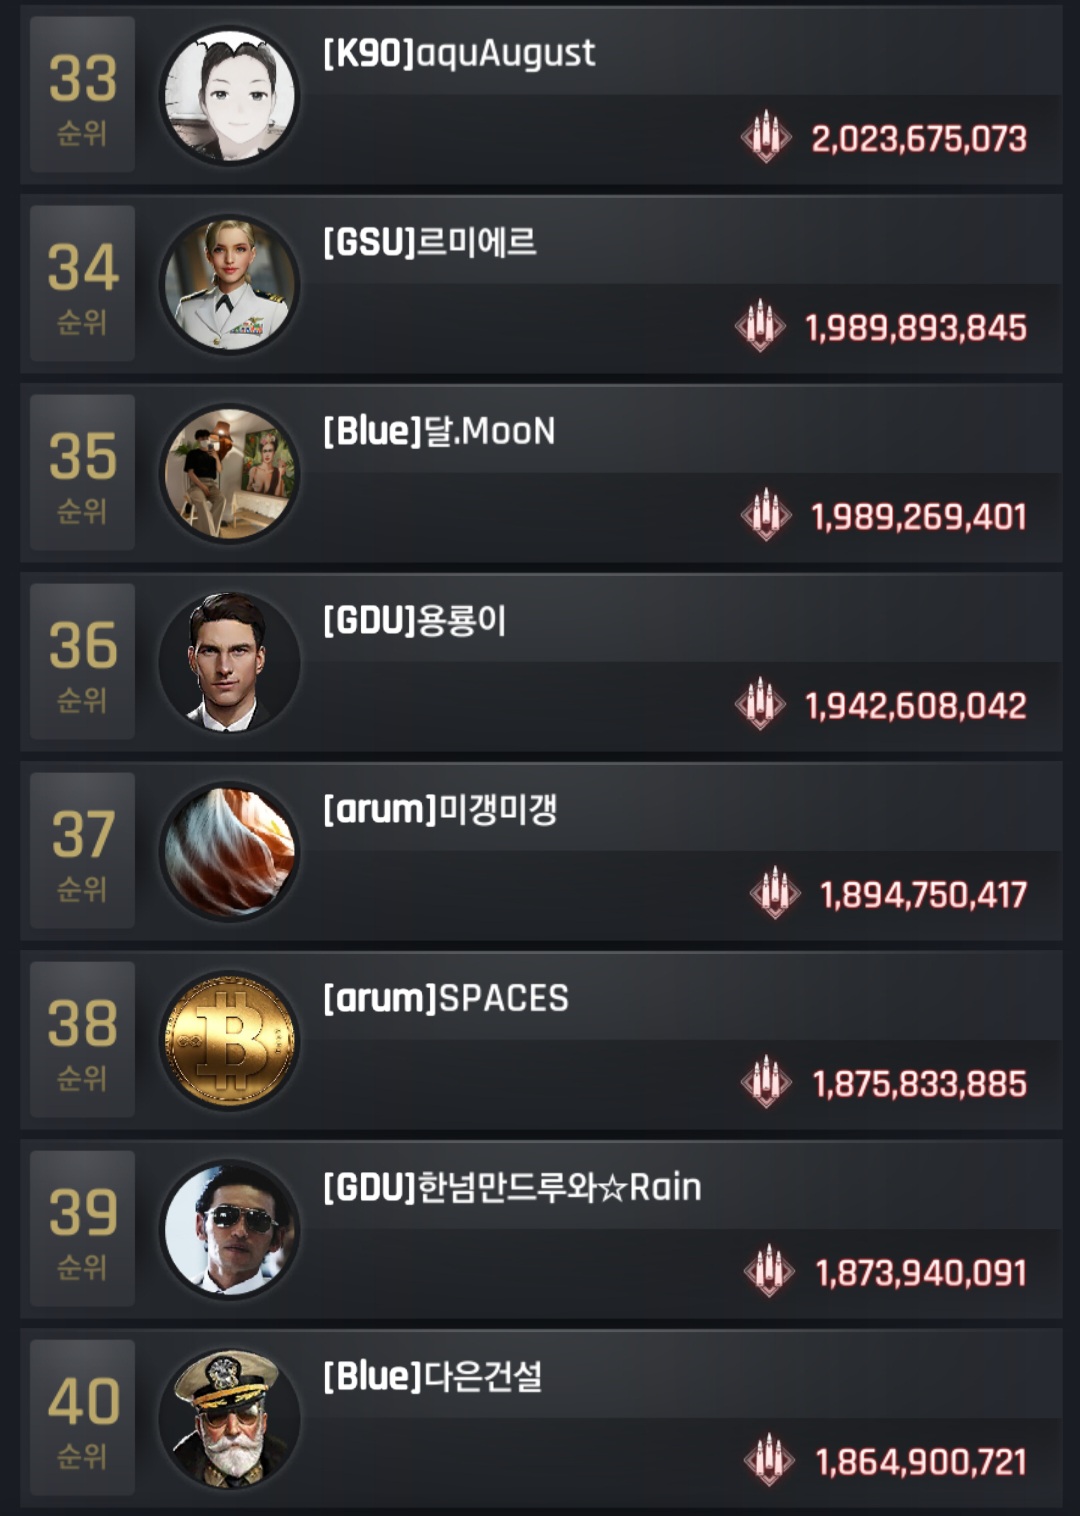 33
순위
[K90]aquAugust
2,023,675,073
34
순위
[GSU]르미에르
1,989,893,845
35
순위
[Blue]달.MooN
1,989,269,401
36
순위
[GDU]용룡이
1,942,608,042
37
순위
[arum]미갱미갱
1,894,750,417
38
순위
[arum]SPACES
1,875,833,885
39
순위
[GDU]한넘만드루와☆Rain
1,873,940,091
40
순위
[Blue]다은건설
1,864,900,721